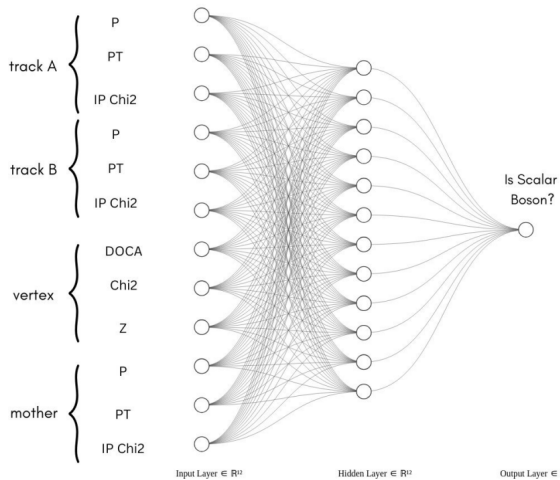 track A
P
PT
IP Chi2
track B
P
PT
IP Chi2
vertex
DOCA
Chi2
Z
mother
P
PT
IP Chi2
Is Scalar
Boson?
Input Layer ∈ ℝ¹²
Hidden Layer ∈ ℝ¹²
Output Layer ∈